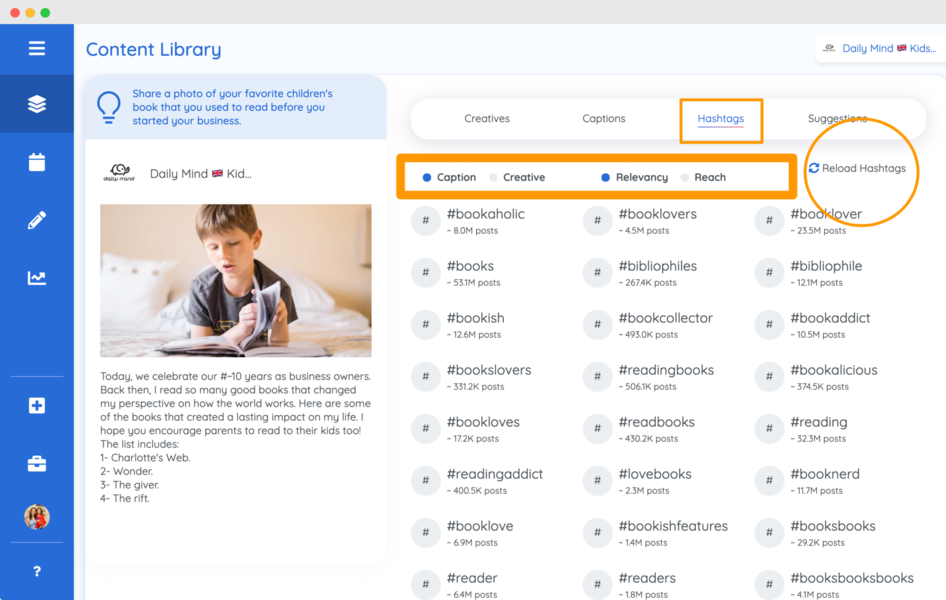 Content Library
Daily Mind 🇬🇧 Kids...
Share a photo of your favorite children's
book that you used to read before you
started your business.
Creatives
Captions
Hashtags
Suggestions
daily mind
Daily Mind 🇬🇧 Kid...
Caption
Creative
Relevancy
Reach
Reload Hashtags
# #bookaholic
~ 8.0M posts
# #booklovers
~ 4.5M posts
# #booklover
~ 23.5M posts
# #books
~ 53.1M posts
# #bibliophiles
~ 267.4K posts
# #bibliophile
~ 12.1M posts
# #bookish
~ 12.6M posts
# #bookcollector
~ 493.0K posts
# #bookaddict
~ 10.5M posts
# #bookslovers
~ 331.2K posts
# #readingbooks
~ 506.1K posts
# #bookalicious
~ 374.5K posts
# #bookloves
~ 17.2K posts
# #readbooks
~ 430.2K posts
# #reading
~ 32.3M posts
# #readingaddict
~ 400.5K posts
# #lovebooks
~ 2.3M posts
# #booknerd
~ 11.7M posts
# #booklove
~ 6.9M posts
# #bookishfeatures
~ 1.4M posts
# #booksbooks
~ 29.2K posts
# #reader
~ 6.4M posts
# #readers
~ 1.8M posts
# #booksbooksbooks
~ 4.1M posts
Today, we celebrate our #~10 years as business owners.
Back then, I read so many good books that changed
my perspective on how the world works. Here are some
of the books that created a lasting impact on my life. I
hope you encourage parents to read to their kids too!
The list includes:
1- Charlotte's Web.
2- Wonder.
3- The giver.
4- The rift.
?